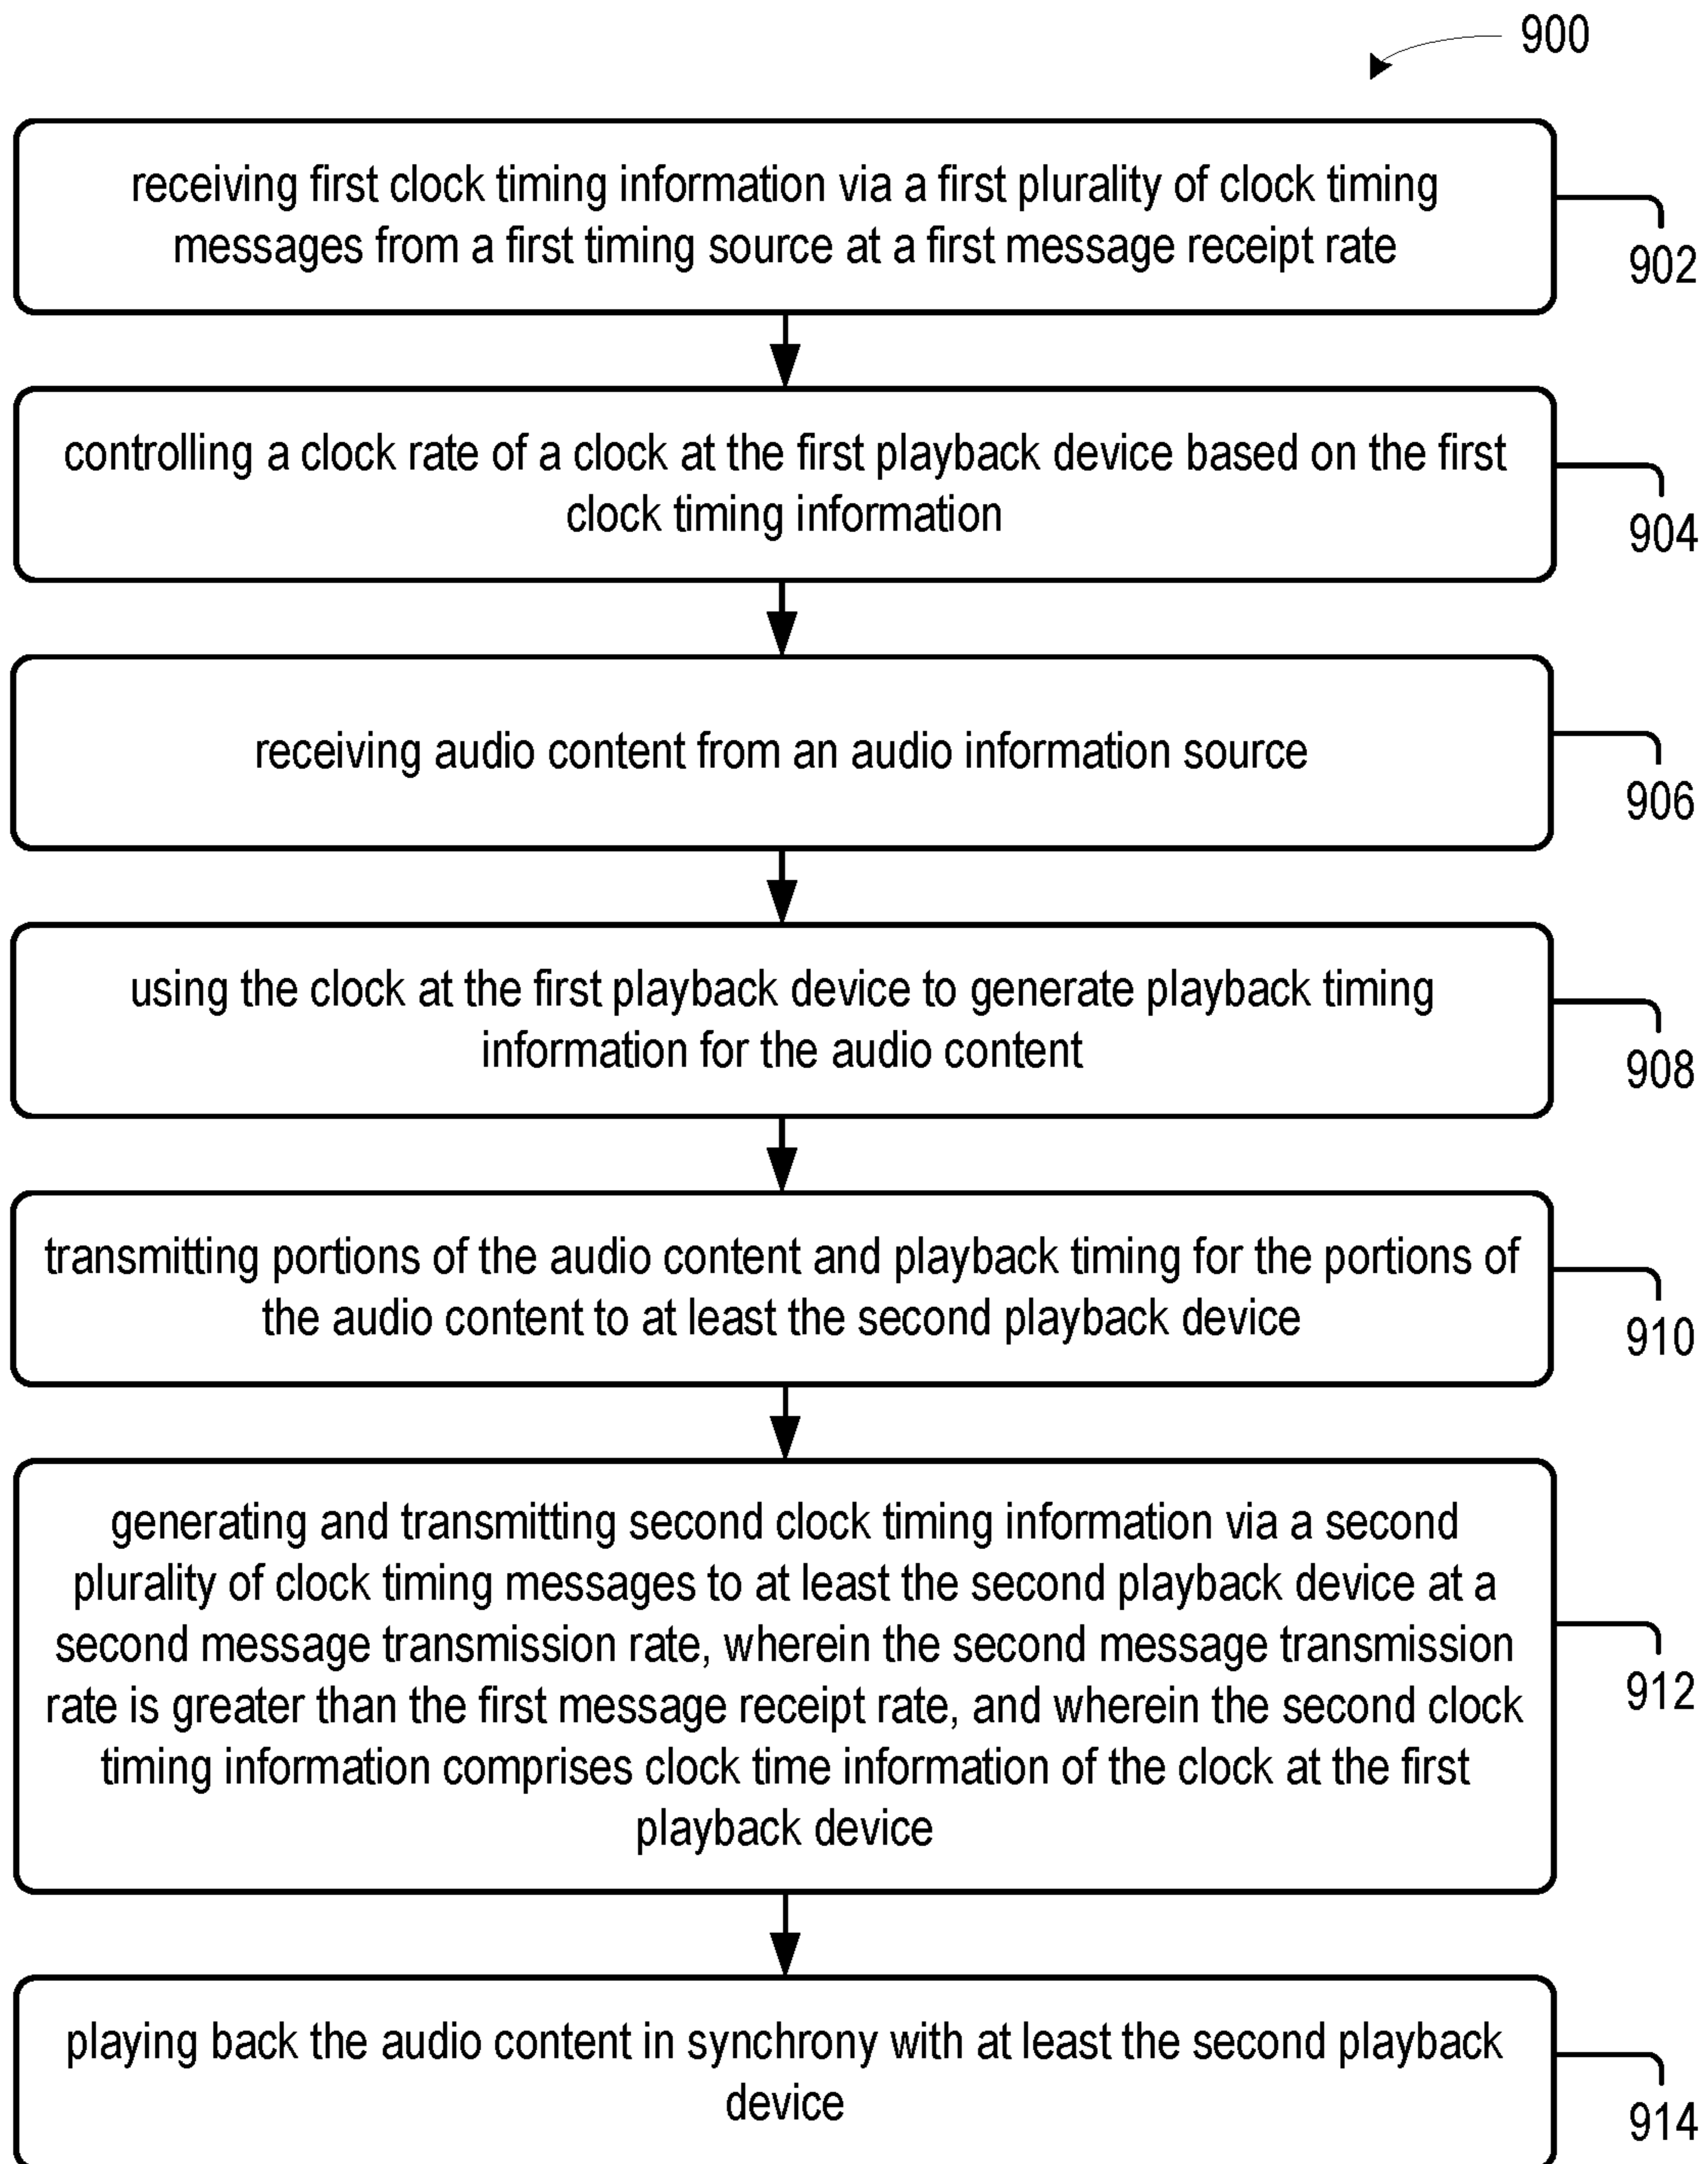 900
receiving first clock timing information via a first plurality of clock timing
messages from a first timing source at a first message receipt rate
902
controlling a clock rate of a clock at the first playback device based on the first
clock timing information
904
receiving audio content from an audio information source
906
using the clock at the first playback device to generate playback timing
information for the audio content
908
transmitting portions of the audio content and playback timing for the portions of
the audio content to at least the second playback device
910
generating and transmitting second clock timing information via a second
plurality of clock timing messages to at least the second playback device at a
second message transmission rate, wherein the second message transmission
rate is greater than the first message receipt rate, and wherein the second clock
timing information comprises clock time information of the clock at the first
playback device
912
playing back the audio content in synchrony with at least the second playback
device
914